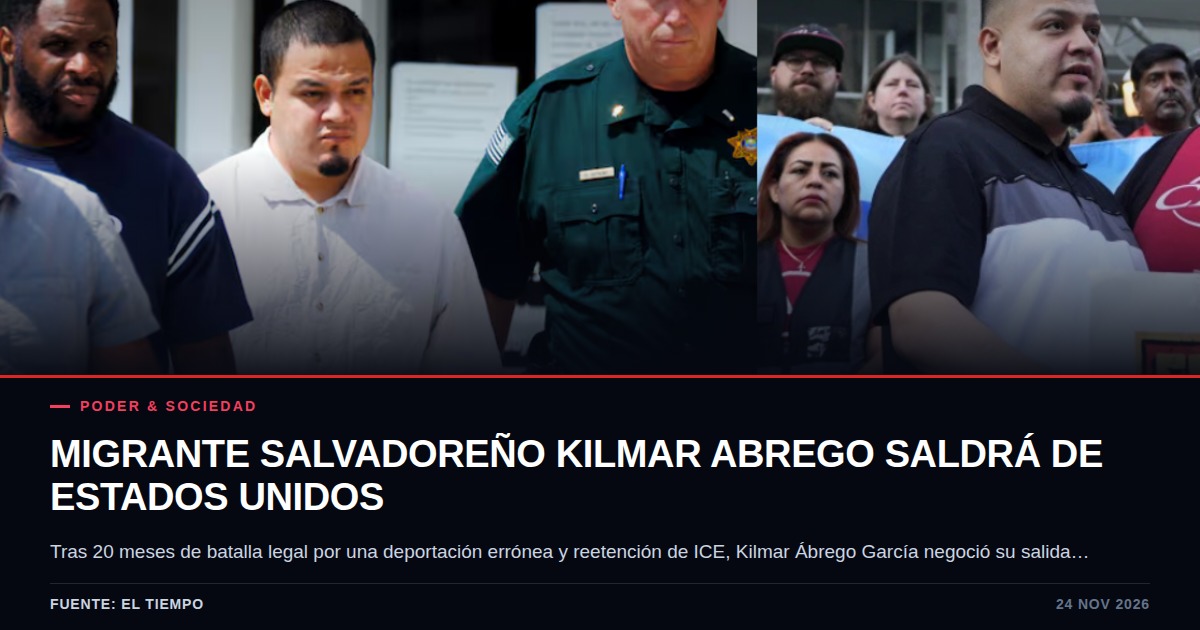 PODER & SOCIEDAD
MIGRANTE SALVADOREÑO KILMAR ABREGO SALDRÁ DE
ESTADOS UNIDOS
Tras 20 meses de batalla legal por una deportación errónea y reetención de ICE, Kilmar Ábrego García negoció su salida…
FUENTE: EL TIEMPO
24 NOV 2026